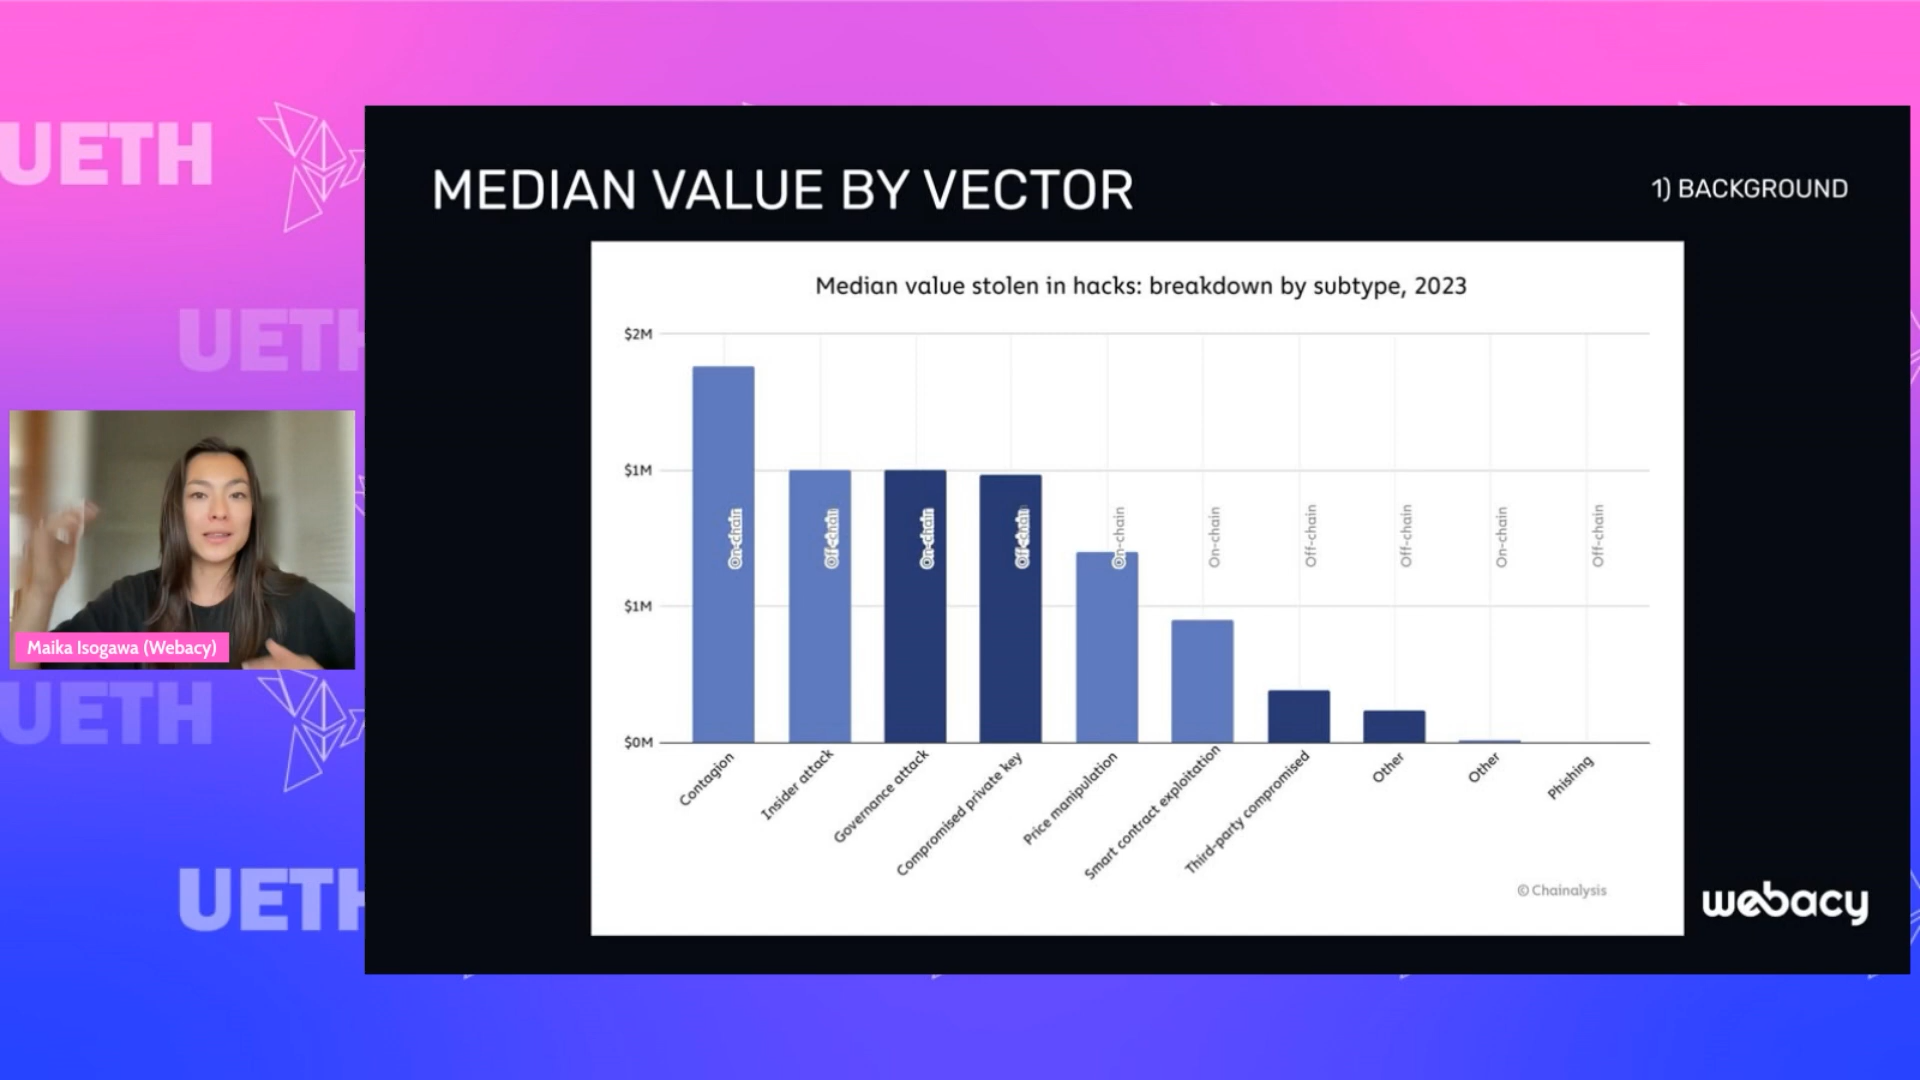 UETH
UETH
UETH
UETH
Maika Isogawa (Webacy)
MEDIAN VALUE BY VECTOR
1) BACKGROUND
Median value stolen in hacks: breakdown by subtype, 2023
$2M
$1M
$1M
$0M
On-chain
Off-chain
On-chain
Off-chain
On-chain
On-chain
Off-chain
Off-chain
On-chain
Off-chain
Contagion
Insider attack
Governance attack
Compromised private key
Price manipulation
Smart contract exploitation
Third-party compromised
Other
Other
Phishing
© Chainalysis
webacy